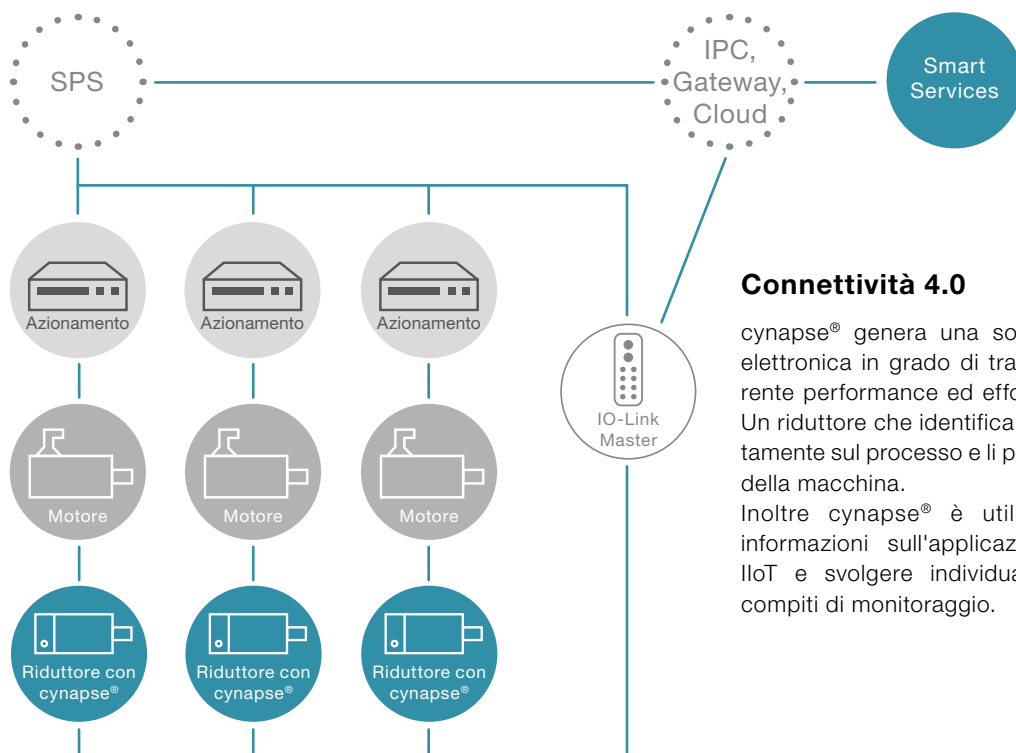 SPS
IPC,
Gateway,
Cloud
Smart
Services
Azionamento
Azionamento
Azionamento
IO-Link
Master
Motore
Motore
Motore
Riduttore con
cynapse®
Riduttore con
cynapse®
Riduttore con
cynapse®
Connettività 4.0
cynapse® genera una so
elettronica in grado di tra
rente performance ed effo
Un riduttore che identifica
tamente sul processo e li p
della macchina.
Inoltre cynapse® è util
informazioni sull'applicaz
IIoT e svolgere individua
compiti di monitoraggio.